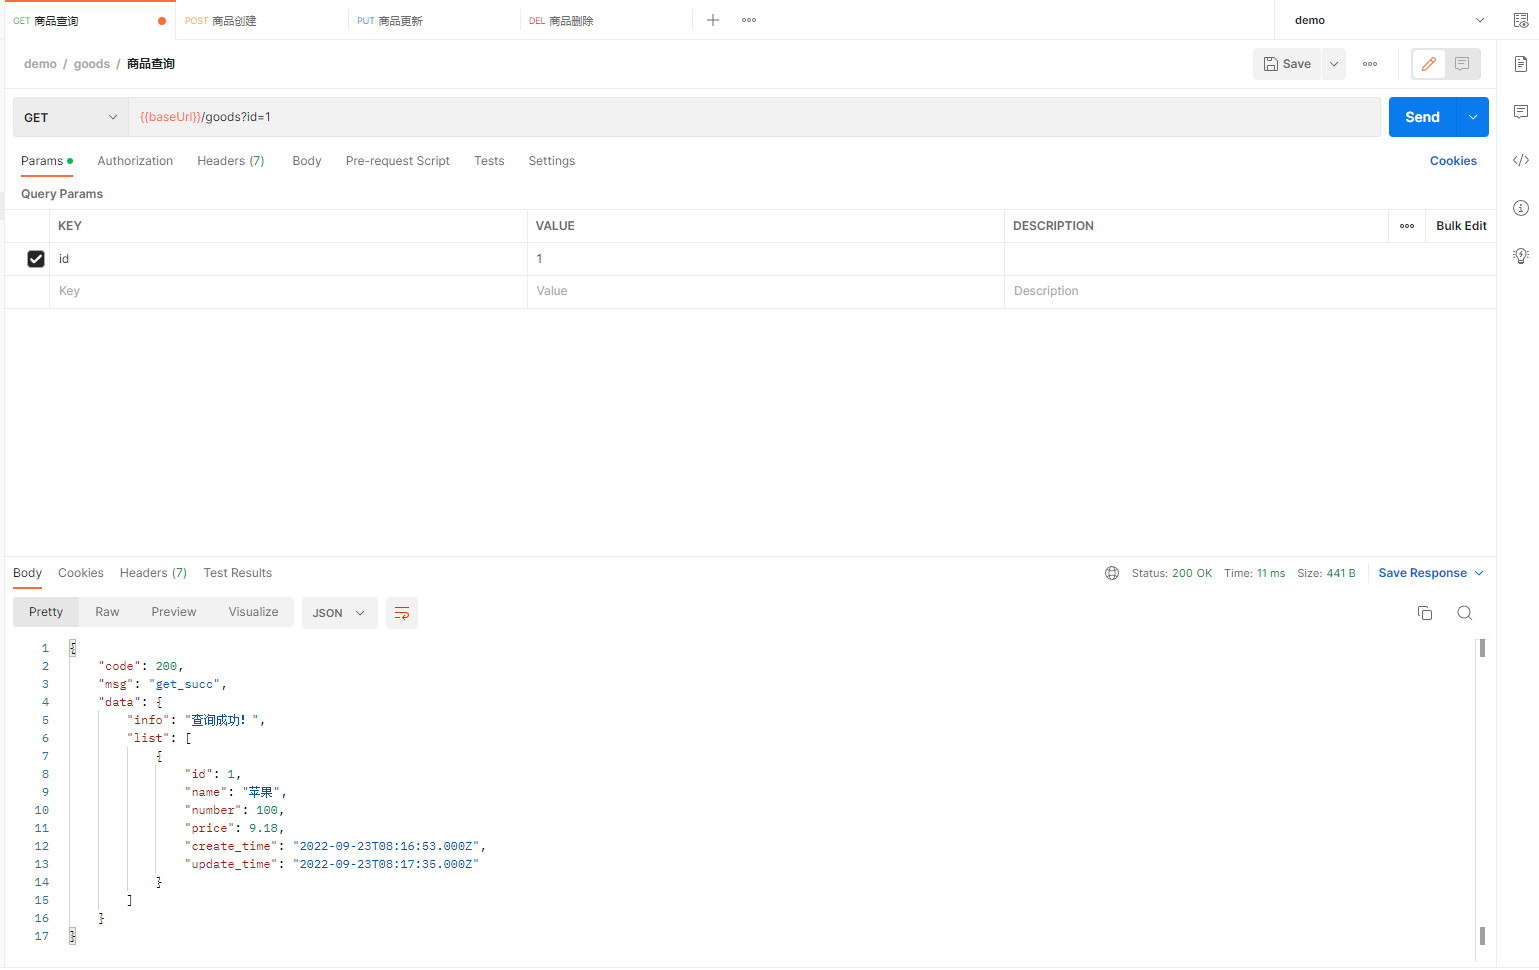 GET 商品查询
POST 商品创建
PUT 商品更新
DEL 商品删除
demo
demo / goods / 商品查询
Save
GET
{{baseUrl}}/goods?id=1
Send
Params
Authorization
Headers (7)
Body
Pre-request Script
Tests
Settings
Cookies
Query Params
KEY
VALUE
DESCRIPTION
Bulk Edit
id
1
Key
Value
Description
Body
Cookies
Headers (7)
Test Results
Status: 200 OK
Time: 11 ms
Size: 441 B
Save Response
Pretty
Raw
Preview
Visualize
JSON
1 {
2 "code": 200,
3 "msg": "get_succ",
4 "data": {
5 "info": "查询成功！",
6 "list": [
7 {
8 "id": 1,
9 "name": "苹果",
10 "number": 100,
11 "price": 9.18,
12 "create_time": "2022-09-23T08:16:53.000Z",
13 "update_time": "2022-09-23T08:17:35.000Z"
14 }
15 ]
16 }
17 }